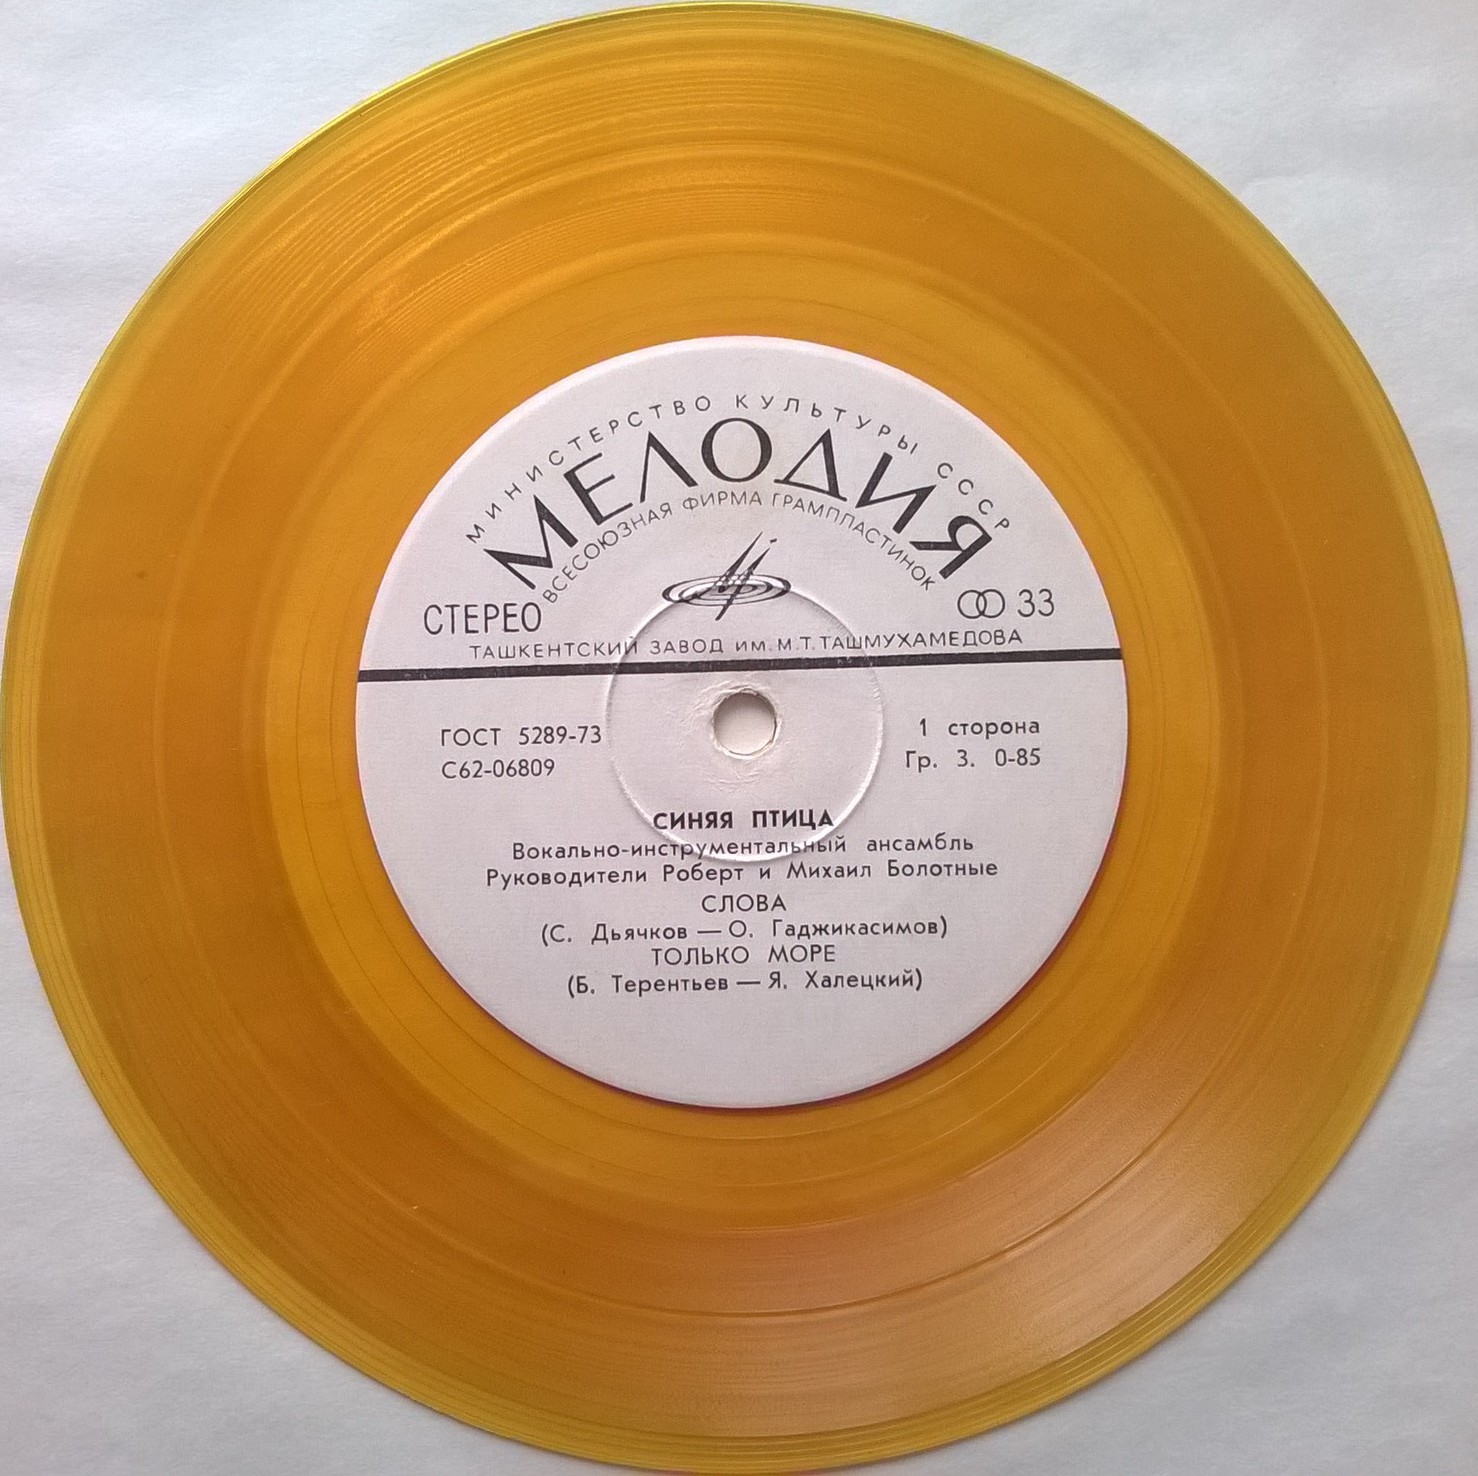 МИНИСТЕРСТВО КУЛЬТУРЫ СССР
МЕЛОДИЯ
ВСЕСОЮЗНАЯ ФИРМА ГРАМПЛАСТИНОК
СТЕРЕО
33
ТАШКЕНТСКИЙ ЗАВОД ИМ. М.Т. ТАШМУХАМЕДОВА
ГОСТ 5289-73
1 сторона
С62-06809
Гр. 3. 0-85
СИНЯЯ ПТИЦА
Вокально-инструментальный ансамбль
Руководители Роберт и Михаил Болотные
СЛОВА
(С. Дьячков — О. Гаджикасимов)
ТОЛЬКО МОРЕ
(Б. Терентьев — Я. Халецкий)